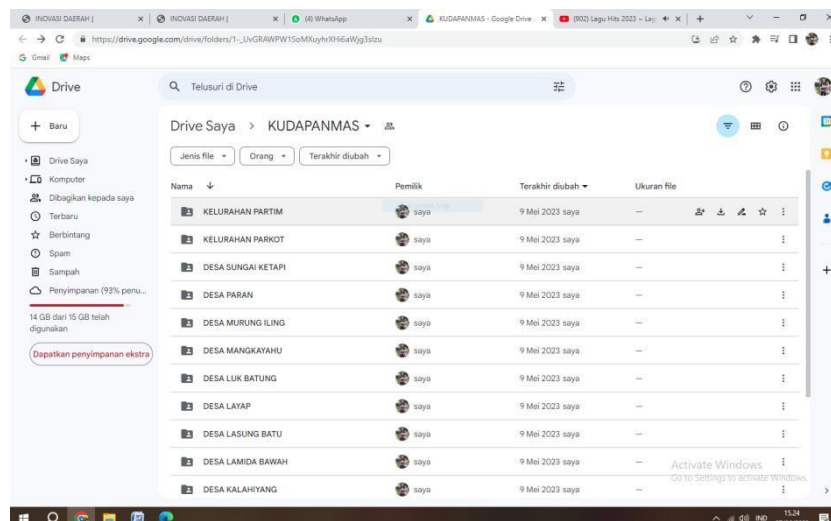 INOVASI DAERAH |
INOVASI DAERAH |
(4) WhatsApp
KUDAPANMAS - Google Drive
(902) Lagu Hits 2023 -
https://drive.google.com/drive/folders/
Gmail
Maps
Drive
Telusuri di Drive
Baru
Drive Saya > KUDAPANMAS
Jenis file
Orang
Terakhir diubah
Drive Saya
Komputer
Dibagikan kepada saya
Terbaru
Berbintang
Spam
Sampah
Penyimpanan (93% penu...
14 GB dari 15 GB telah
digunakan
Dapatkan penyimpanan ekstra
Nama Pemilik Terakhir diubah Ukuran file
KELURAHAN PARTIM saya 9 Mei 2023 saya —
KELURAHAN PARKOT saya 9 Mei 2023 saya —
DESA SUNGAI KETAPI saya 9 Mei 2023 saya —
DESA PARAN saya 9 Mei 2023 saya —
DESA MURUNG ILING saya 9 Mei 2023 saya —
DESA MANGKAYAHU saya 9 Mei 2023 saya —
DESA LUK BATUNG saya 9 Mei 2023 saya —
DESA LAYAP saya 9 Mei 2023 saya —
DESA LASUNG BATU saya 9 Mei 2023 saya —
DESA LAMIDA BAWAH saya 9 Mei 2023 saya —
DESA KALAHIYANG saya 9 Mei 2023 saya —
Activate Windows
Go to Settings to activate Windows.
IND
15.24